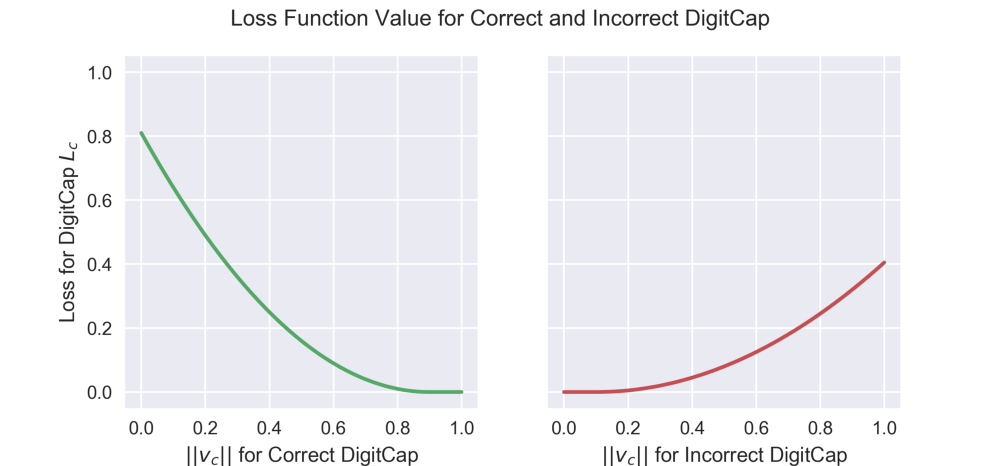 Loss Function Value for Correct and Incorrect DigitCap
Loss for DigitCap L_c
1.0
0.8
0.6
0.4
0.2
0.0
0.0 0.2 0.4 0.6 0.8 1.0
||v_c|| for Correct DigitCap
0.0 0.2 0.4 0.6 0.8 1.0
||v_c|| for Incorrect DigitCap